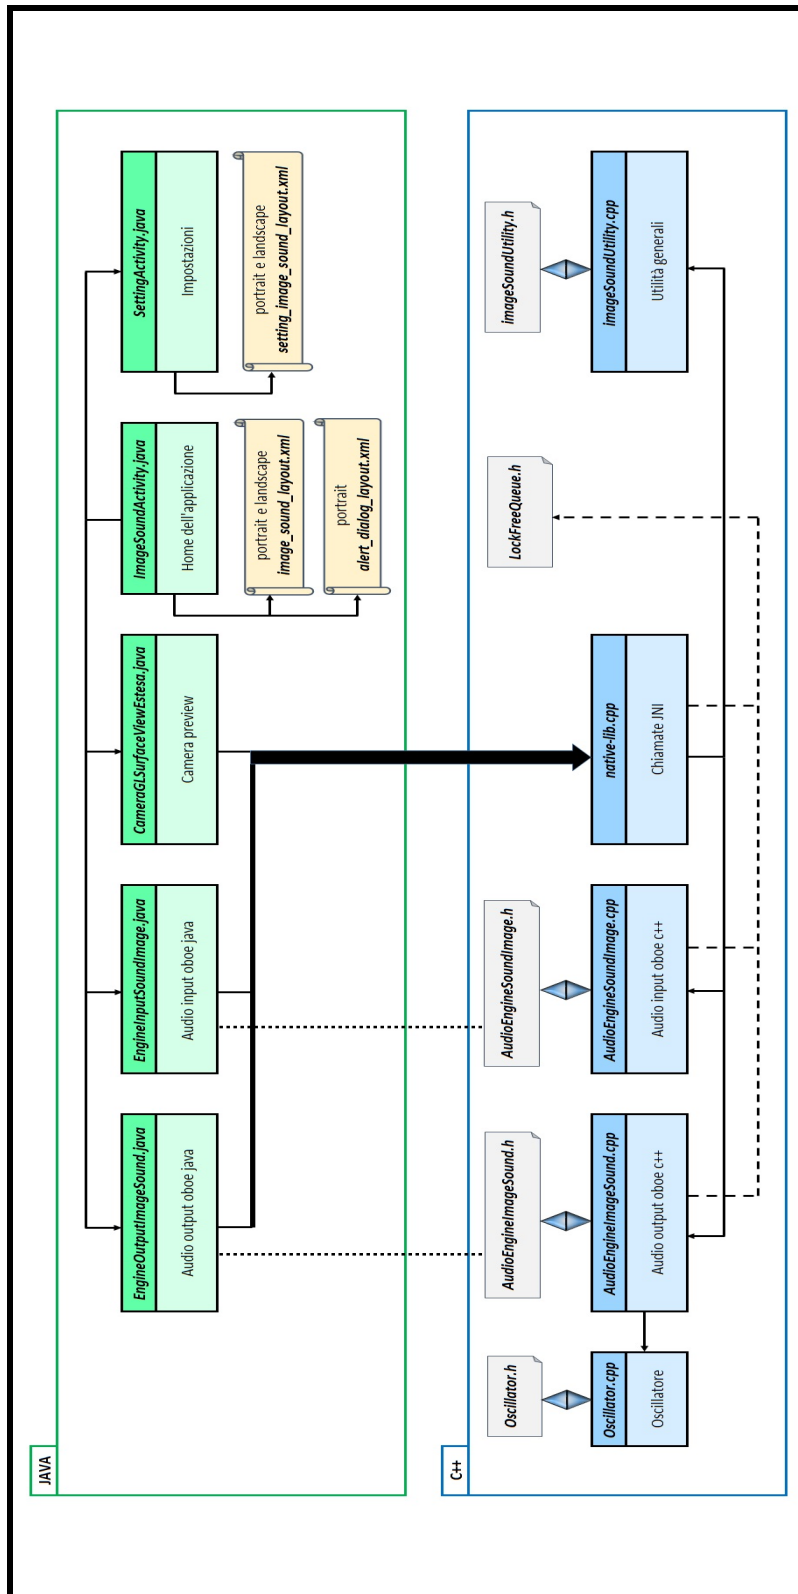 JAVA
EngineOutputImageSound.java
Audio output oboe java
EngineInputSoundImage.java
Audio input oboe java
CameraGLSurfaceViewEstesa.java
Camera preview
ImageSoundActivity.java
Home dell'applicazione
portrait e landscape
image_sound_layout.xml
portrait
alert_dialog_layout.xml
SettingActivity.java
Impostazioni
portrait e landscape
setting_image_sound_layout.xml
C++
Oscillator.h
Oscillator.cpp
Oscillatore
AudioEngineImageSound.h
AudioEngineImageSound.cpp
Audio output oboe c++
AudioEngineSoundImage.h
AudioEngineSoundImage.cpp
Audio input oboe c++
native-lib.cpp
Chiamate JNI
LockFreeQueue.h
imageSoundUtility.h
imageSoundUtility.cpp
Utilità generali